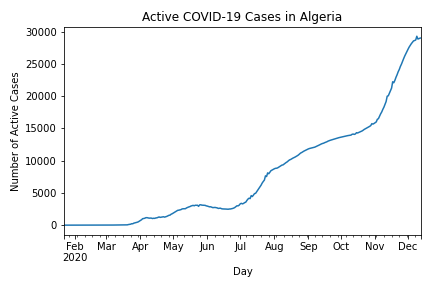 Active COVID-19 Cases in Algeria
Number of Active Cases
30000
25000
20000
15000
10000
5000
0
Feb Mar Apr May Jun Jul Aug Sep Oct Nov Dec
2020
Day